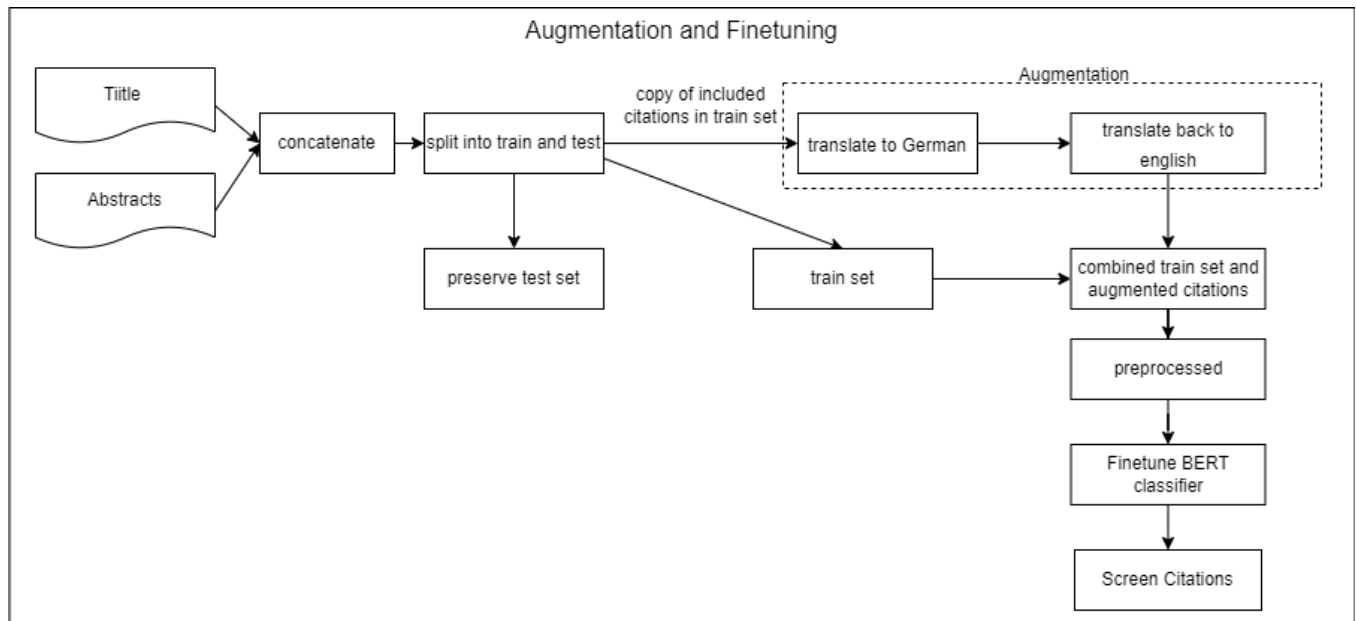 Augmentation and Finetuning
Tiitle
Abstracts
concatenate
split into train and test
copy of included
citations in train set
Augmentation
translate to German
translate back to
english
preserve test set
train set
combined train set and
augmented citations
preprocessed
Finetune BERT
classifier
Screen Citations